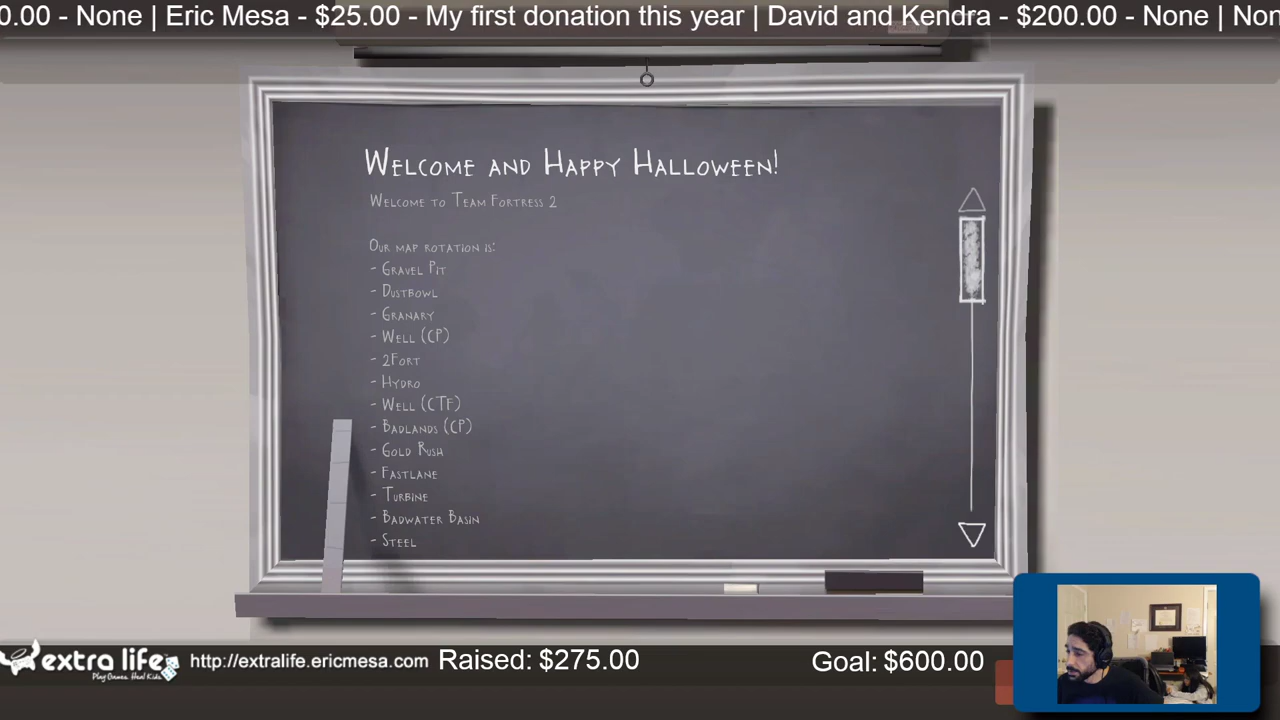 0.00 - None | Eric Mesa - $25.00 - My first donation this year | David and Kendra - $200.00 - None | Non
Welcome and Happy Halloween!
Welcome to Team Fortress 2
Our map rotation is:
- Gravel Pit
- Dustbowl
- Granary
- Well (CP)
- 2Fort
- Hydro
- Well (CTF)
- Badlands (CP)
- Gold Rush
- Fastlane
- Turbine
- Badwater Basin
- Steel
extra life
Play Games. Heal Kids.
http://extralife.ericmesa.com
Raised: $275.00
Goal: $600.00